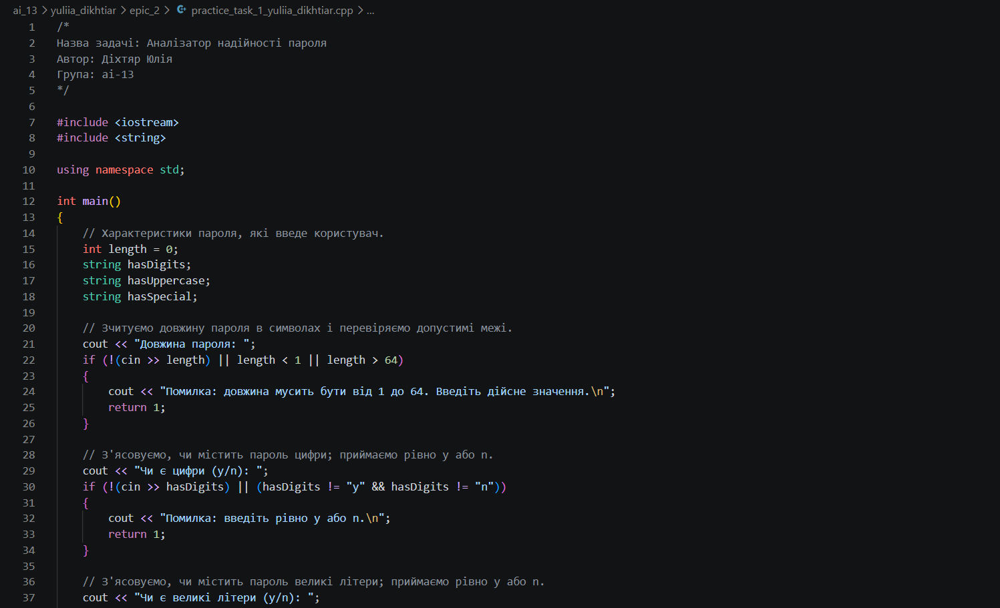 ai_13 > yuliia_dikhtiar > epic_2 > practice_task_1_yuliia_dikhtiar.cpp > ...
1 /*
2 Назва задачі: Аналізатор надійності пароля
3 Автор: Діхтяр Юлія
4 Група: аі-13
5 */
6
7 #include <iostream>
8 #include <string>
9
10 using namespace std;
11
12 int main()
13 {
14     // Характеристики пароля, які введе користувач.
15     int length = 0;
16     string hasDigits;
17     string hasUppercase;
18     string hasSpecial;
19
20     // Зчитуємо довжину пароля в символах і перевіряємо допустимі межі.
21     cout << "Довжина пароля: ";
22     if (!(cin >> length) || length < 1 || length > 64)
23     {
24         cout << "Помилка: довжина мусить бути від 1 до 64. Введіть дійсне значення.\n";
25         return 1;
26     }
27
28     // З'ясовуємо, чи містить пароль цифри; приймаємо рівно y або n.
29     cout << "Чи є цифри (y/n): ";
30     if (!(cin >> hasDigits) || (hasDigits != "y" && hasDigits != "n"))
31     {
32         cout << "Помилка: введіть рівно y або n.\n";
33         return 1;
34     }
35
36     // З'ясовуємо, чи містить пароль великі літери; приймаємо рівно y або n.
37     cout << "Чи є великі літери (y/n): ";